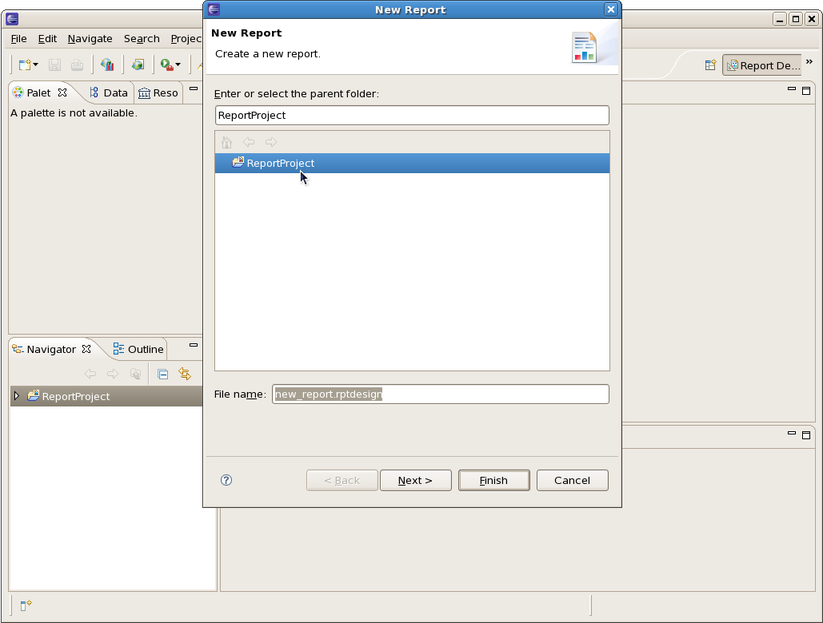 New Report
New Report
Create a new report.
File Edit Navigate Search Projec
Report De...
Palet Data Reso
A palette is not available.
Enter or select the parent folder:
ReportProject
ReportProject
Navigator Outline
ReportProject
File name: new_report.rptdesign
< Back Next > Finish Cancel